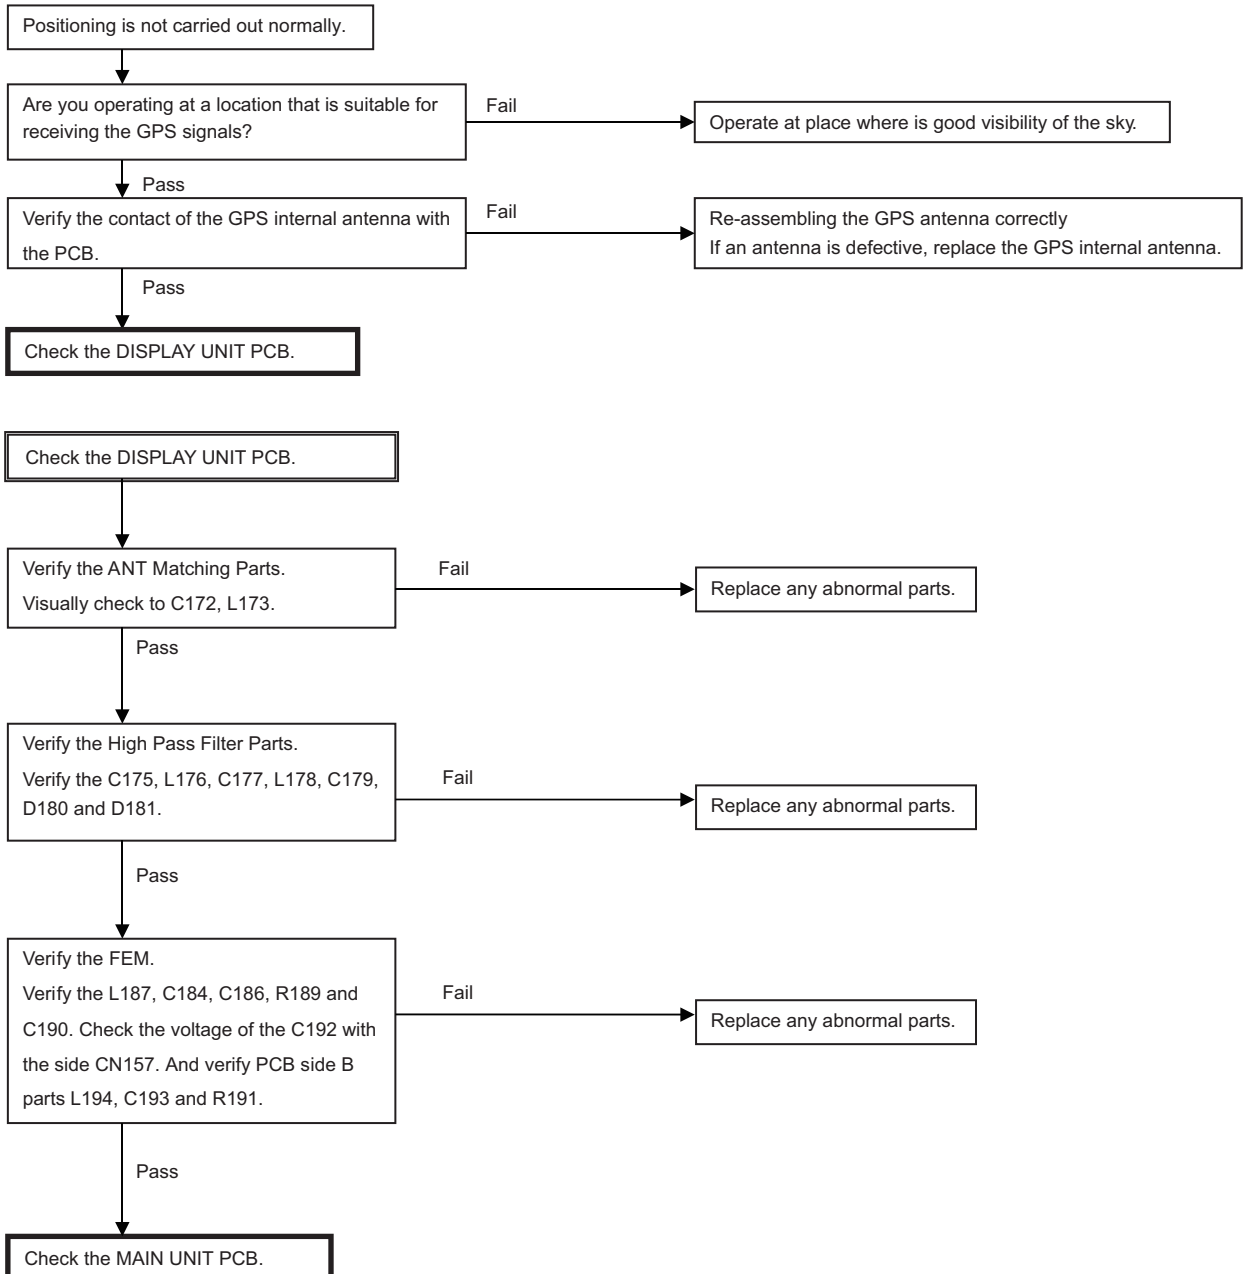 Positioning is not carried out normally.
Are you operating at a location that is suitable for
receiving the GPS signals?
Fail
Operate at place where is good visibility of the sky.
Pass
Verify the contact of the GPS internal antenna with
the PCB.
Fail
Re-assembling the GPS antenna correctly
If an antenna is defective, replace the GPS internal antenna.
Pass
Check the DISPLAY UNIT PCB.
Check the DISPLAY UNIT PCB.
Verify the ANT Matching Parts.
Visually check to C172, L173.
Fail
Replace any abnormal parts.
Pass
Verify the High Pass Filter Parts.
Verify the C175, L176, C177, L178, C179,
D180 and D181.
Fail
Replace any abnormal parts.
Pass
Verify the FEM.
Verify the L187, C184, C186, R189 and
C190. Check the voltage of the C192 with
the side CN157. And verify PCB side B
parts L194, C193 and R191.
Fail
Replace any abnormal parts.
Pass
Check the MAIN UNIT PCB.